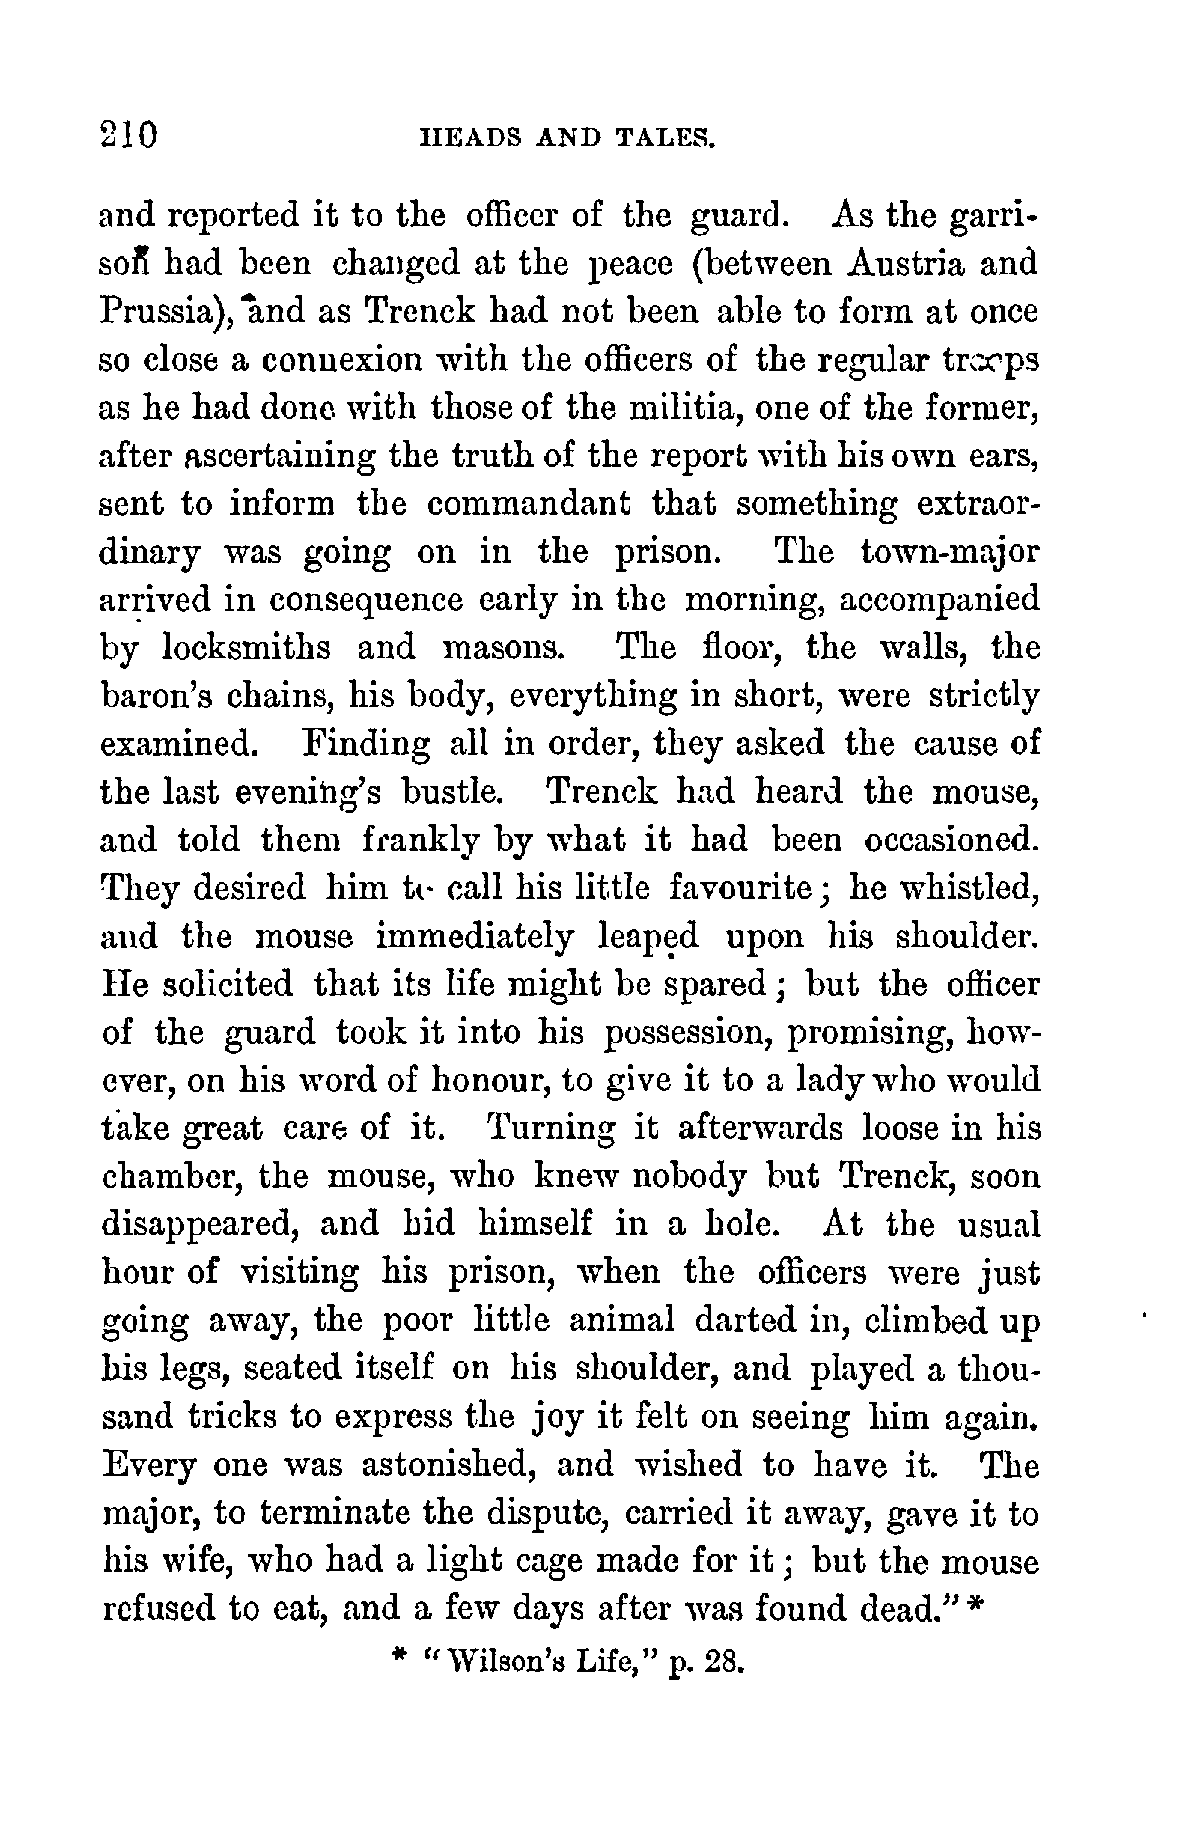 210 HEADS AND TALES.
and reported it to the officer of the guard. As the garri-
son had been changed at the peace (between Austria and
Prussia), and as Trenck had not been able to form at once
so close a connexion with the officers of the regular troops
as he had done with those of the militia, one of the former,
after ascertaining the truth of the report with his own ears,
sent to inform the commandant that something extraor-
dinary was going on in the prison. The town-major
arrived in consequence early in the morning, accompanied
by locksmiths and masons. The floor, the walls, the
baron's chains, his body, everything in short, were strictly
examined. Finding all in order, they asked the cause of
the last evening's bustle. Trenck had heard the mouse,
and told them frankly by what it had been occasioned.
They desired him to call his little favourite; he whistled,
and the mouse immediately leaped upon his shoulder.
He solicited that its life might be spared; but the officer
of the guard took it into his possession, promising, how-
ever, on his word of honour, to give it to a lady who would
take great care of it. Turning it afterwards loose in his
chamber, the mouse, who knew nobody but Trenck, soon
disappeared, and hid himself in a hole. At the usual
hour of visiting his prison, when the officers were just
going away, the poor little animal darted in, climbed up
his legs, seated itself on his shoulder, and played a thou-
sand tricks to express the joy it felt on seeing him again.
Every one was astonished, and wished to have it. The
major, to terminate the dispute, carried it away, gave it to
his wife, who had a light cage made for it; but the mouse
refused to eat, and a few days after was found dead."*
* "Wilson's Life," p. 28.